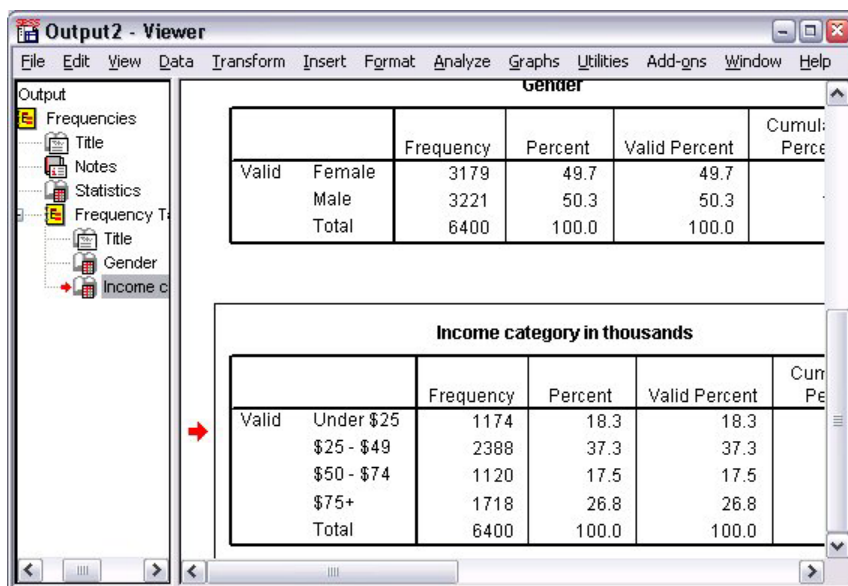 Output2 - Viewer
File Edit View Data Transform Insert Format Analyze Graphs Utilities Add-ons Window Help
Output
Frequencies
Title
Notes
Statistics
Frequency
Title
Gender
Income
Gender
Frequency Percent Valid Percent
Valid Female 3179 49.7 49.7
Male 3221 50.3 50.3
Total 6400 100.0 100.0
Income category in thousands
Frequency Percent Valid Percent
Valid Under $25 1174 18.3 18.3
$25 - $49 2388 37.3 37.3
$50 - $74 1120 17.5 17.5
$75+ 1718 26.8 26.8
Total 6400 100.0 100.0